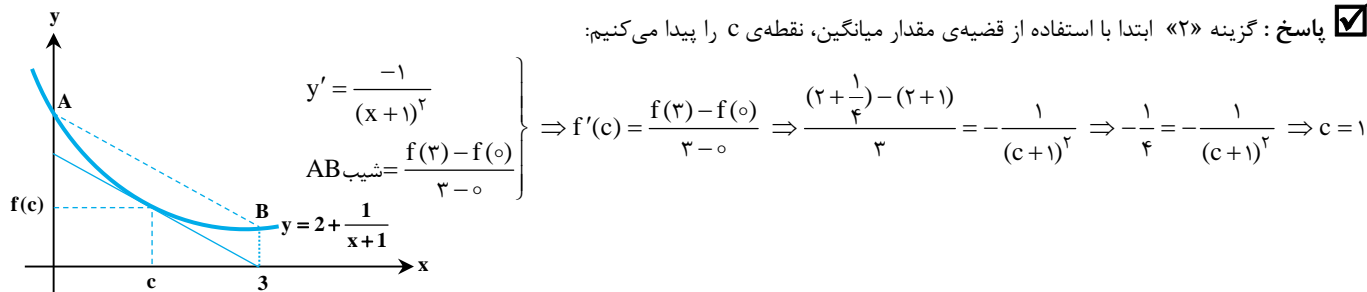 پاسخ : گزینه «۲» ابتدا با استفاده از قضیه‌ی مقدار میانگین، نقطه‌ی c را پیدا می‌کنیم:
y′ = −۱/(x+۱)^۲
شیب AB = (f(۳)−f(۰))/(۳−۰)
⇒ f′(c) = (f(۳)−f(۰))/(۳−۰) ⇒ ((۲+۱/۴)−(۲+۱))/۳ = −۱/(c+۱)^۲ ⇒ −۱/۴ = −۱/(c+۱)^۲ ⇒ c = ۱
y
A
f(c)
B
y = 2 + 1/(x+1)
x
c
3